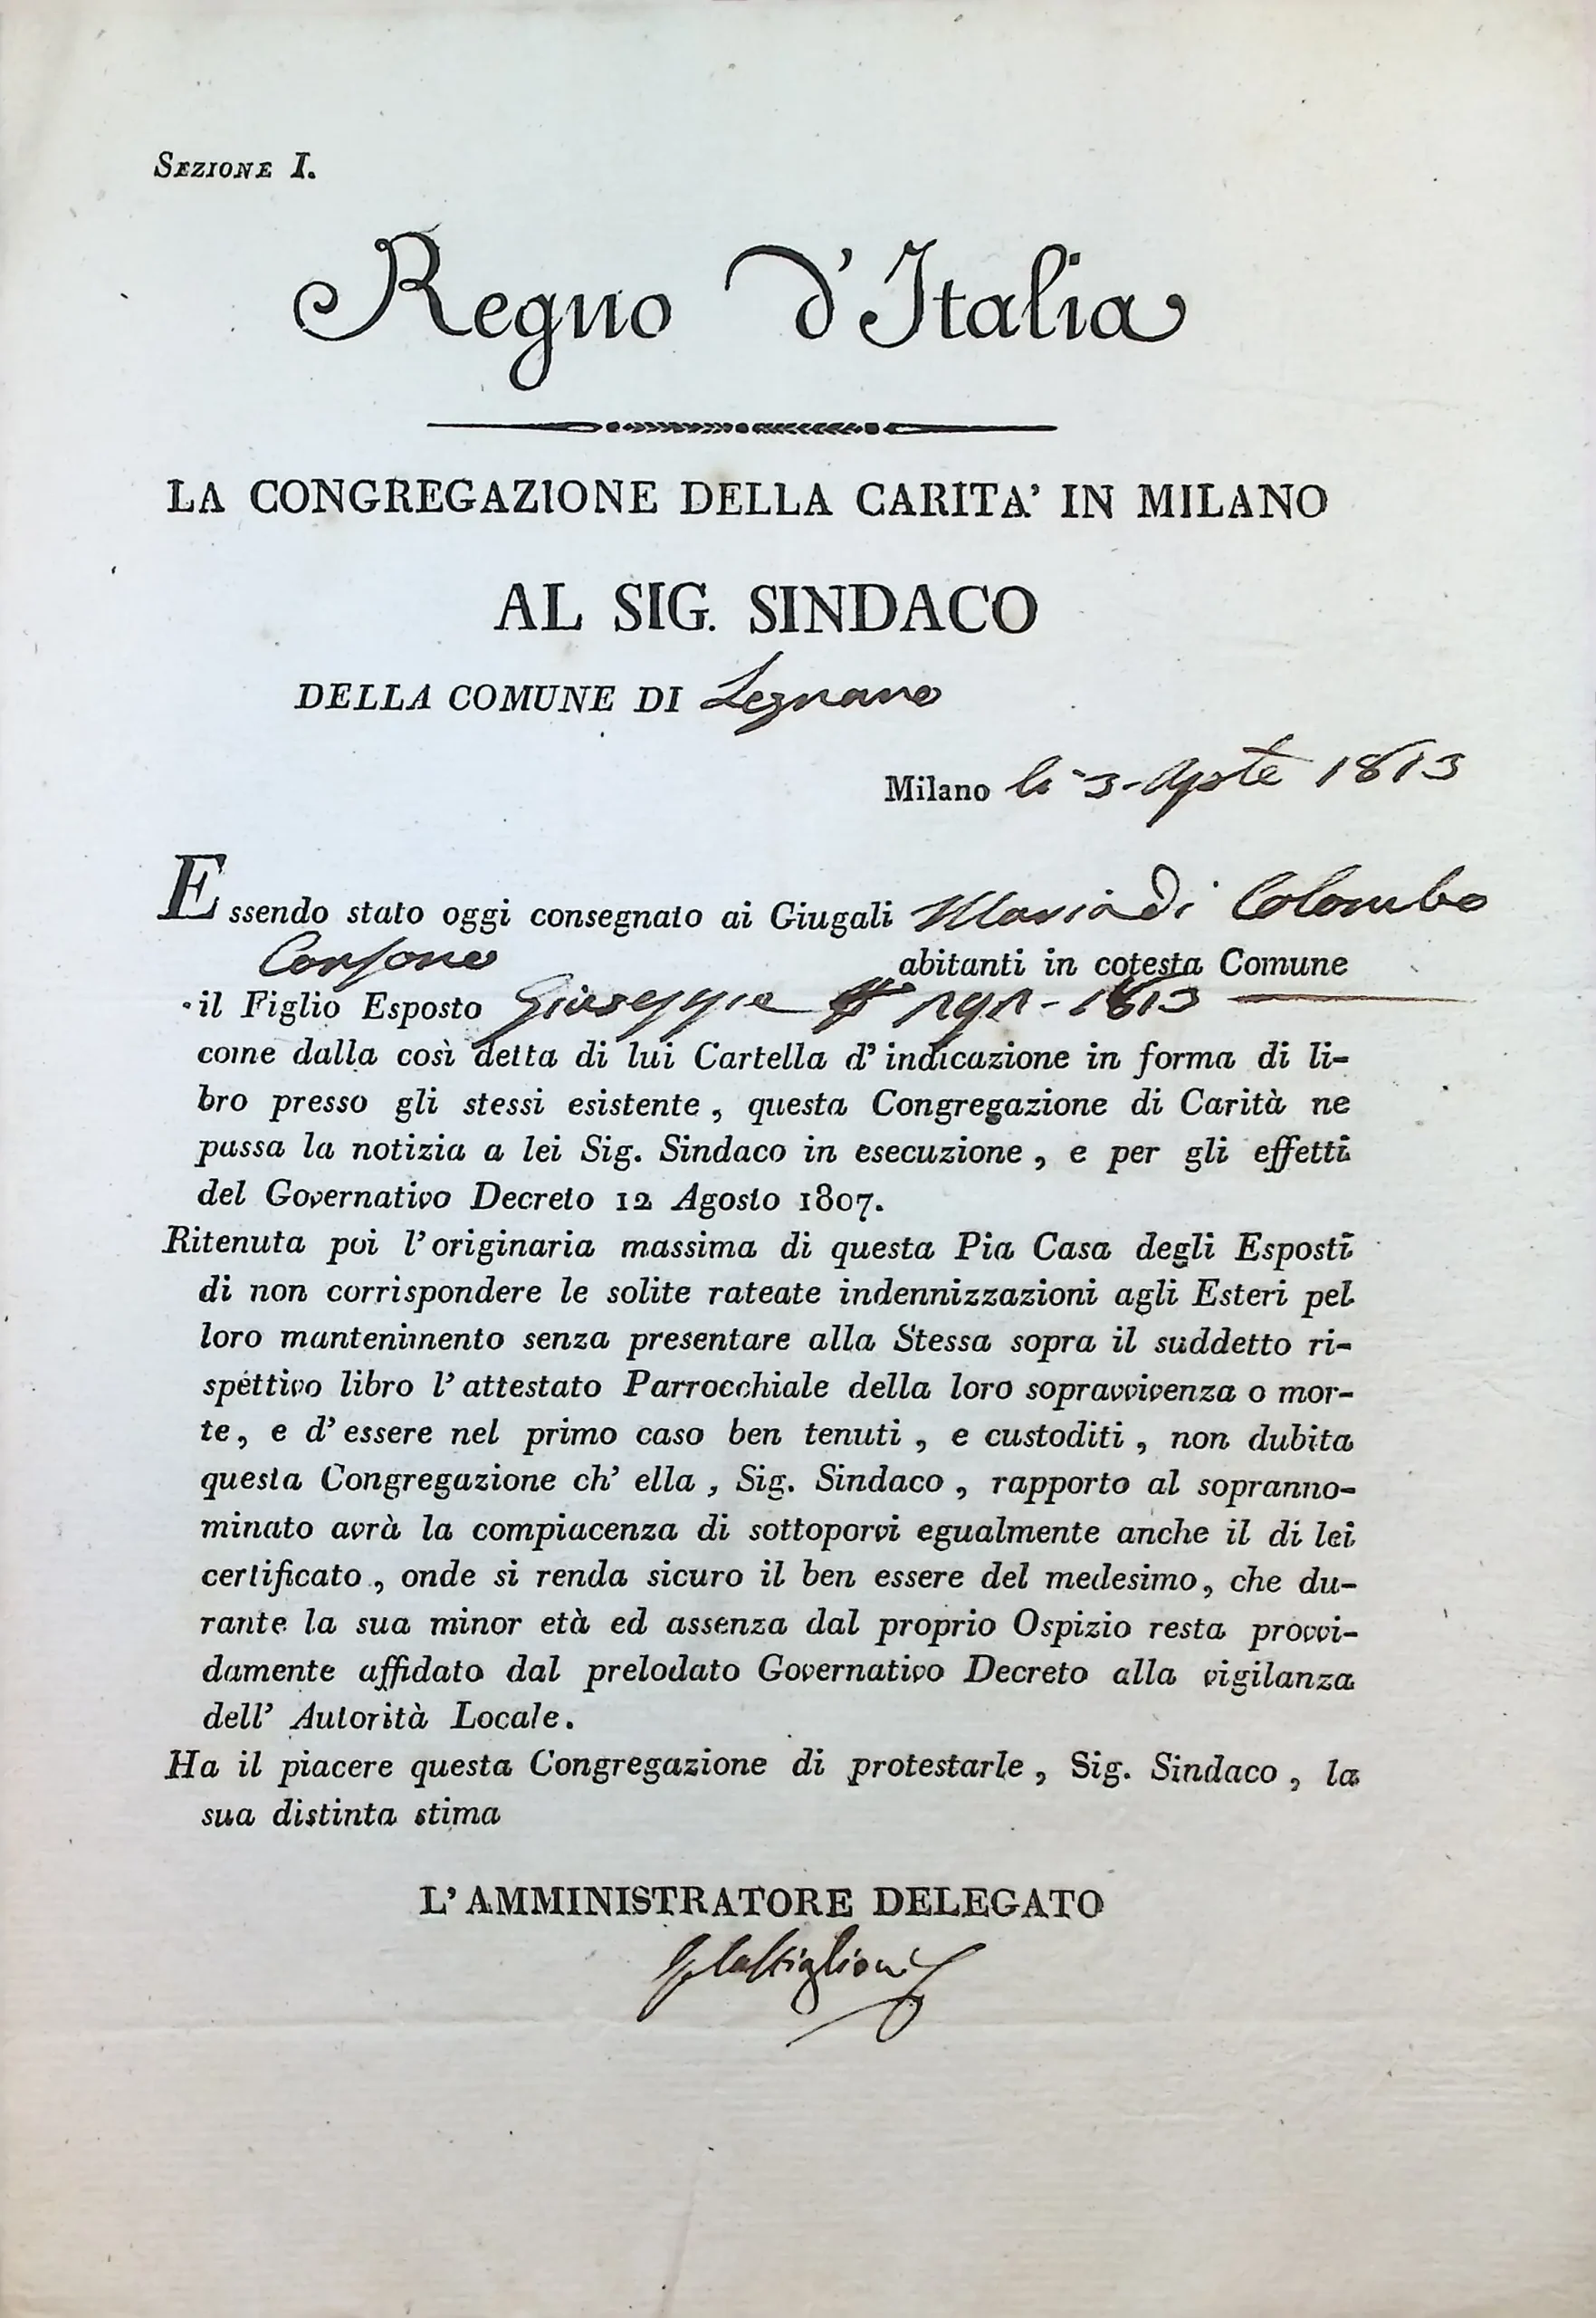 SEZIONE I.
Regno d'Italia
LA CONGREGAZIONE DELLA CARITA' IN MILANO
AL SIG. SINDACO
DELLA COMUNE DI Legnano
Milano li 3 1813
Essendo stato oggi consegnato ai Giugali Maria di Colombo
abitanti in cotesta Comune
il Figlio Esposto Giuseppe 1813
come dalla così detta di lui Cartella d'indicazione in forma di li-
bro presso gli stessi esistente, questa Congregazione di Carità ne
passa la notizia a lei Sig. Sindaco in esecuzione, e per gli effetti
del Governativo Decreto 12 Agosto 1807.
Ritenuta poi l'originaria massima di questa Pia Casa degli Esposti
di non corrispondere le solite rateate indennizzazioni agli Esteri pel
loro mantenimento senza presentare alla Stessa sopra il suddetto ri-
spettivo libro l'attestato Parrocchiale della loro sopravvivenza o mor-
te, e d'essere nel primo caso ben tenuti, e custoditi, non dubita
questa Congregazione ch'ella, Sig. Sindaco, rapporto al sopranno-
minato avrà la compiacenza di sottoporvi egualmente anche il di lei
certificato, onde si renda sicuro il ben essere del medesimo, che du-
rante la sua minor età ed assenza dal proprio Ospizio resta provvi-
damente affidato dal prelodato Governativo Decreto alla vigilanza
dell'Autorità Locale.
Ha il piacere questa Congregazione di protestarle, Sig. Sindaco, la
sua distinta stima
L'AMMINISTRATORE DELEGATO